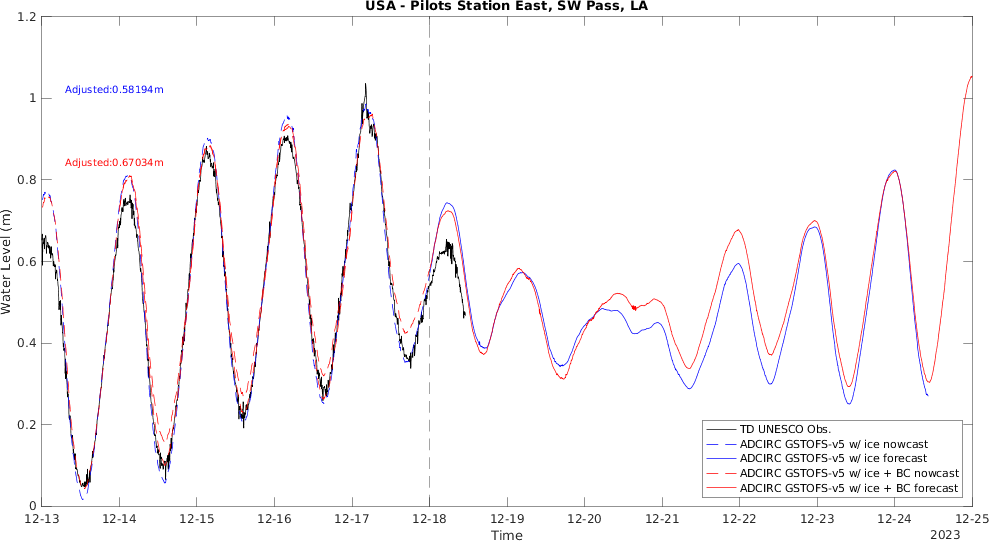 USA - Pilots Station East, SW Pass, LA
1.2
1
0.8
0.6
0.4
0.2
0
Water Level (m)
Adjusted:0.58194m
Adjusted:0.67034m
TD UNESCO Obs.
ADCIRC GSTOFS-v5 w/ ice nowcast
ADCIRC GSTOFS-v5 w/ ice forecast
ADCIRC GSTOFS-v5 w/ ice + BC nowcast
ADCIRC GSTOFS-v5 w/ ice + BC forecast
12-13 12-14 12-15 12-16 12-17 12-18 12-19 12-20 12-21 12-22 12-23 12-24 12-25
Time
2023